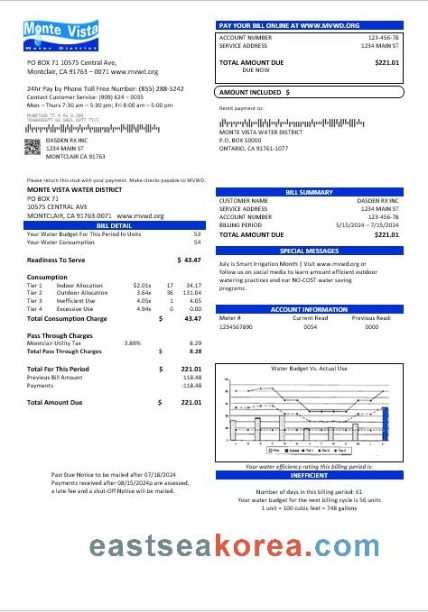 Monte Vista
Water District
PO BOX 71 10575 Central Ave,
Montclair, CA 91763 – 0071 www.mvwd.org
24hr Pay by Phone Toll Free Number: (855) 288-5242
Contact Customer Service: (909) 624 – 0035
Mon – Thurs 7:30 am – 5:30 pm; Fri 8:00 am – 5:00 pm
DASDEN RX INC
1234 MAIN ST
MONTCLAIR CA 91763
PAY YOUR BILL ONLINE AT WWW.MVWD.ORG
ACCOUNT NUMBER 123-456-78
SERVICE ADDRESS 1234 MAIN ST
TOTAL AMOUNT DUE $221.01
DUE NOW
AMOUNT INCLUDED $
Remit payment to:
MONTE VISTA WATER DISTRICT
P.O. BOX 50000
ONTARIO, CA 91761-1077
Please return this stub with your payment. Make checks payable to MVWD.
MONTE VISTA WATER DISTRICT
PO BOX 71
10575 CENTRAL AVE
MONTCLAIR, CA 91763-0071 www.mvwd.org
BILL DETAIL
Your Water Budget For This Period In Units 53
Your Water Consumption 54
Readiness To Serve $ 43.47
Consumption
Tier 1 Indoor Allocation $2.01x 17 34.17
Tier 2 Outdoor Allocation 3.64x 36 131.04
Tier 3 Inefficient Use 4.05x 1 4.05
Tier 4 Excessive Use 4.94x 0 0.00
Total Consumption Charge $ 43.47
Pass Through Charges
Montclair Utility Tax 3.89% 8.29
Total Pass Through Charges $ 8.28
Total For This Period $ 221.01
Previous Bill Amount 118.48
Payments -118.48
Total Amount Due $ 221.01
BILL SUMMARY
CUSTOMER NAME DASDEN RX INC
SERVICE ADDRESS 1234 MAIN ST
ACCOUNT NUMBER 123-456-78
BILLING PERIOD 5/15/2024 – 7/15/2024
TOTAL AMOUNT DUE $221.01
SPECIAL MESSAGES
July is Smart Irrigation Month | Visit www.mvwd.org or
follow us on social media to learn amount efficient outdoor
watering practices and our NO-COST water saving
programs.
ACCOUNT INFORMATION
Meter # Current Read Previous Read:
1234567890 0054 0000
Water Budget Vs. Actual Use
Your water efficiency rating this billing period is:
INEFFICIENT
Number of days in this billing period: 61
Your water budget for the next billing cycle is 56 units
1 unit = 100 cubic feet = 748 gallons
Past Due Notice to be mailed after 07/18/2024
Payments received after 08/15/2024p are assessed,
a late fee and a shut-Off Notice will be mailed.
eastseakorea.com